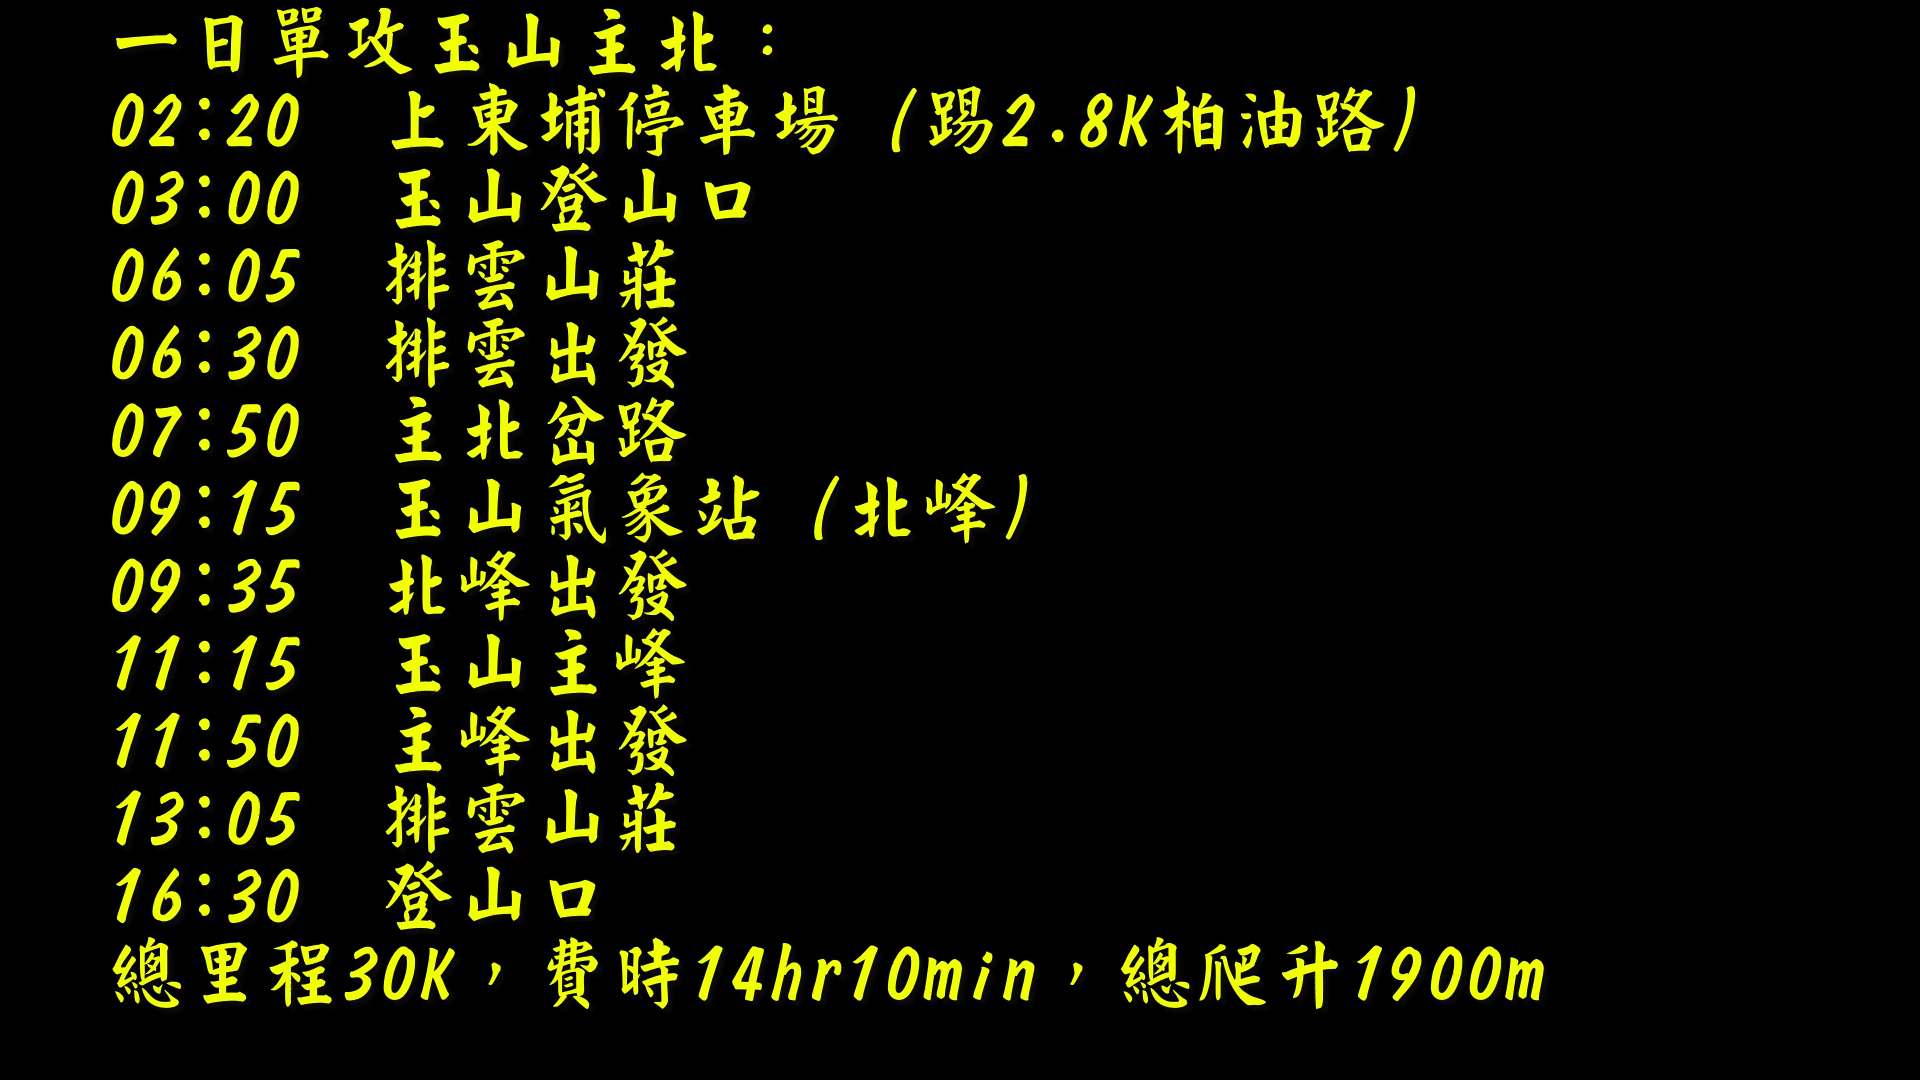 一日單攻玉山主北：
02:20 上東埔停車場（踢2.8K柏油路）
03:00 玉山登山口
06:05 排雲山莊
06:30 排雲出發
07:50 主北岔路
09:15 玉山氣象站（北峰）
09:35 北峰出發
11:15 玉山主峰
11:50 主峰出發
13:05 排雲山莊
16:30 登山口
總里程30K，費時14hr10min，總爬升1900m